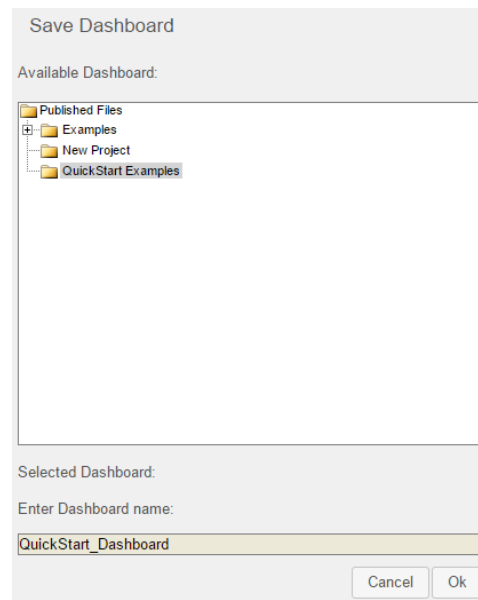 Save Dashboard
Available Dashboard:
Published Files
Examples
New Project
QuickStart Examples
Selected Dashboard:
Enter Dashboard name:
QuickStart_Dashboard
Cancel Ok